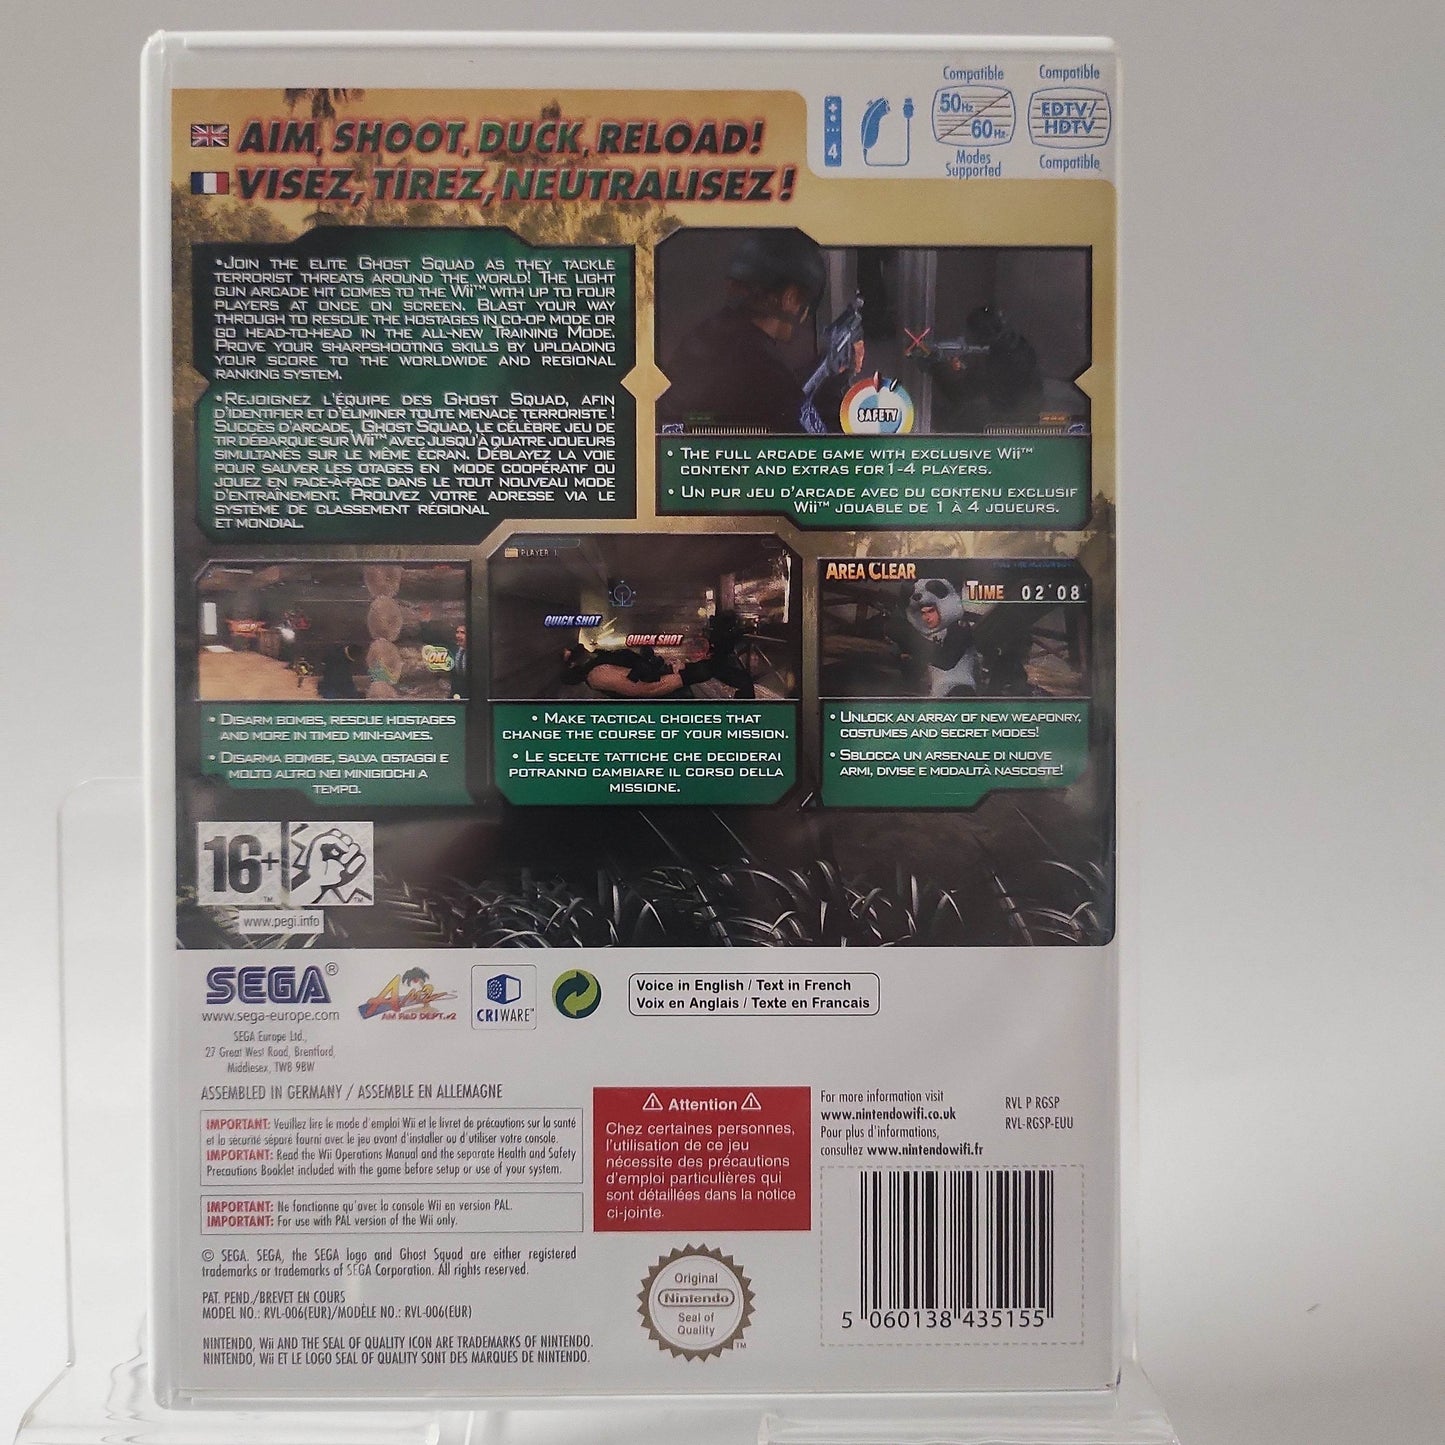 AIM, SHOOT, DUCK, RELOAD!
VISEZ, TIREZ, NEUTRALISEZ !
4
Compatible
50Hz
60Hz
Modes
Supported
Compatible
EDTV/
HDTV
Compatible
•JOIN THE ELITE GHOST SQUAD AS THEY TACKLE
TERRORIST THREATS AROUND THE WORLD! THE LIGHT
GUN ARCADE HIT COMES TO THE Wii™ WITH UP TO FOUR
PLAYERS AT ONCE ON SCREEN. BLAST YOUR WAY
THROUGH TO RESCUE THE HOSTAGES IN CO-OP MODE OR
GO HEAD-TO-HEAD IN THE ALL-NEW TRAINING MODE.
PROVE YOUR SHARPSHOOTING SKILLS BY UPLOADING
YOUR SCORE TO THE WORLDWIDE AND REGIONAL
RANKING SYSTEM.
•REJOIGNEZ L'ÉQUIPE DES GHOST SQUAD, AFIN
D'IDENTIFIER ET D'ÉLIMINER TOUTE MENACE TERRORISTE !
SUCCÈS D'ARCADE, GHOST SQUAD, LE CÉLÈBRE JEU DE
TIR DÉBARQUE SUR Wii™ AVEC JUSQU'À QUATRE JOUEURS
SIMULTANÉS SUR LE MÊME ÉCRAN. DÉBLAYEZ LA VOIE
POUR SAUVER LES OTAGES EN MODE COOPÉRATIF OU
JOUEZ EN FACE-À-FACE DANS LE TOUT NOUVEAU MODE
D'ENTRAÎNEMENT. PROUVEZ VOTRE ADRESSE VIA LE
SYSTÈME DE CLASSEMENT RÉGIONAL
ET MONDIAL.
SAFETY
• THE FULL ARCADE GAME WITH EXCLUSIVE Wii™
CONTENT AND EXTRAS FOR 1-4 PLAYERS.
• UN PUR JEU D'ARCADE AVEC DU CONTENU EXCLUSIF
Wii™ JOUABLE DE 1 À 4 JOUEURS.
OK!
PLAYER 1
QUICK SHOT
QUICK SHOT
AREA CLEAR
TIME 02'08
• DISARM BOMBS, RESCUE HOSTAGES
AND MORE IN TIMED MINI-GAMES.
• DISARMA BOMBE, SALVA OSTAGGI E
MOLTO ALTRO NEI MINIGIOCHI A
TEMPO.
• MAKE TACTICAL CHOICES THAT
CHANGE THE COURSE OF YOUR MISSION.
• LE SCELTE TATTICHE CHE DECIDERAI
POTRANNO CAMBIARE IL CORSO DELLA
MISSIONE.
• UNLOCK AN ARRAY OF NEW WEAPONRY,
COSTUMES AND SECRET MODES!
• SBLOCCA UN ARSENALE DI NUOVE
ARMI, DIVISE E MODALITÀ NASCOSTE!
16+
www.pegi.info
SEGA®
www.sega-europe.com
SEGA Europe Ltd.,
27 Great West Road, Brentford,
Middlesex, TW8 9BW
AM2
AM R&D DEPT.#2
CRIWARE™
Voice in English / Text in French
Voix en Anglais / Texte en Francais
ASSEMBLED IN GERMANY / ASSEMBLE EN ALLEMAGNE
IMPORTANT: Veuillez lire le mode d'emploi Wii et le livret de précautions sur la santé
et la sécurité séparé fourni avec le jeu avant d'installer ou d'utiliser votre console.
IMPORTANT: Read the Wii Operations Manual and the separate Health and Safety
Precautions Booklet included with the game before setup or use of your system.
IMPORTANT: Ne fonctionne qu'avec la console Wii en version PAL.
IMPORTANT: For use with PAL version of the Wii only.
© SEGA. SEGA, the SEGA logo and Ghost Squad are either registered
trademarks or trademarks of SEGA Corporation. All rights reserved.
PAT. PEND./BREVET EN COURS
MODEL NO.: RVL-006(EUR)/MODÈLE NO.: RVL-006(EUR)
NINTENDO, Wii AND THE SEAL OF QUALITY ICON ARE TRADEMARKS OF NINTENDO.
NINTENDO, Wii ET LE LOGO SEAL OF QUALITY SONT DES MARQUES DE NINTENDO.
Attention
Chez certaines personnes,
l'utilisation de ce jeu
nécessite des précautions
d'emploi particulières qui
sont détaillées dans la notice
ci-jointe.
Original
Nintendo
Seal of
Quality
TM
For more information visit
www.nintendowifi.co.uk
Pour plus d'informations,
consultez www.nintendowifi.fr
RVL P RGSP
RVL-RGSP-EUU
5 060138 435155